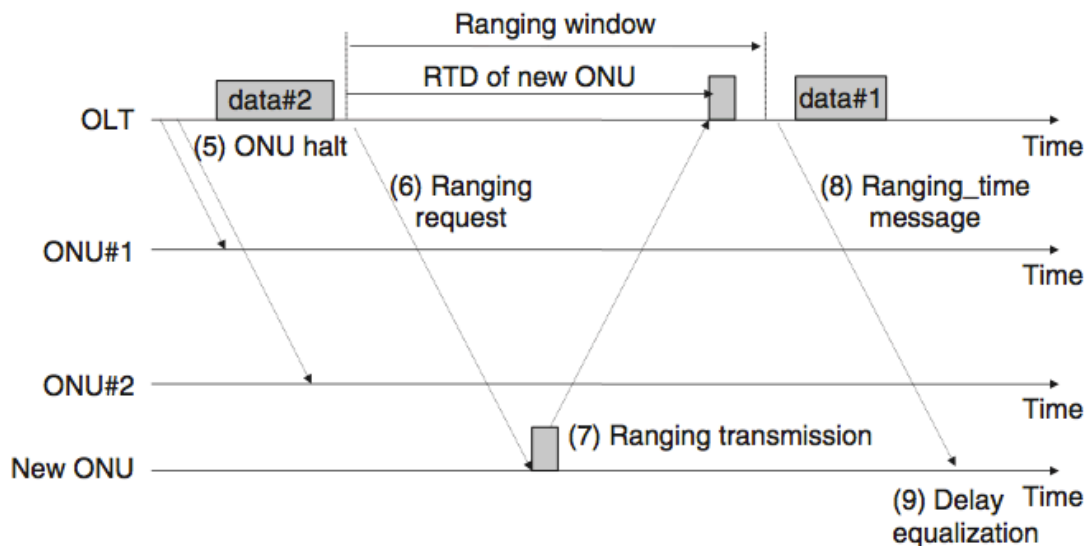 Ranging window
RTD of new ONU
data#2
data#1
OLT
Time
(5) ONU halt
(6) Ranging
request
(8) Ranging_time
message
ONU#1
Time
ONU#2
Time
(7) Ranging transmission
New ONU
Time
(9) Delay
equalization